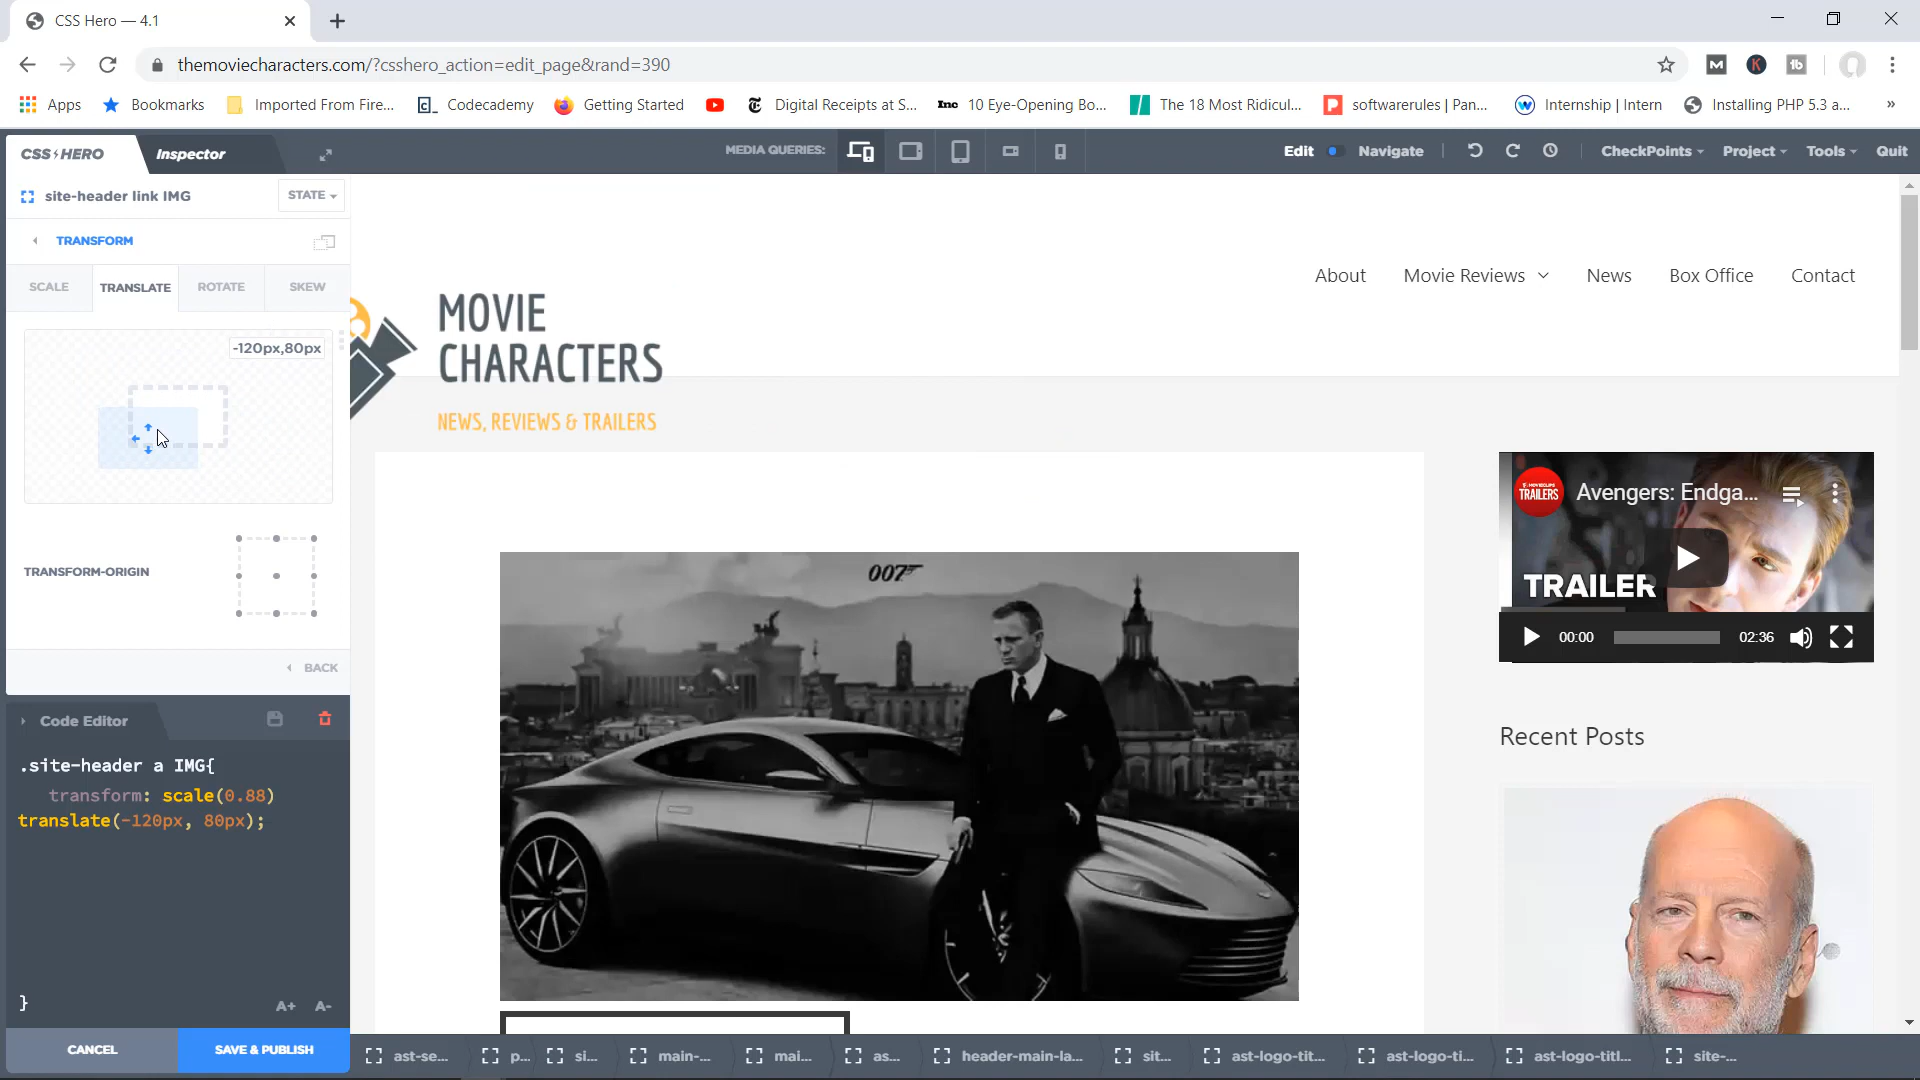 CSS Hero — 4.1
themoviecharacters.com/?csshero_action=edit_page&rand=390
Apps
Bookmarks
Imported From Fire...
Codecademy
Getting Started
Digital Receipts at S...
Inc
10 Eye-Opening Bo...
The 18 Most Ridicul...
softwarerules | Pan...
Internship | Intern
Installing PHP 5.3 a...
»
CSS HERO
Inspector
MEDIA QUERIES:
Edit
Navigate
CheckPoints
Project
Tools
Quit
site-header link IMG
STATE
TRANSFORM
SCALE
TRANSLATE
ROTATE
SKEW
-120px,80px
TRANSFORM-ORIGIN
BACK
Code Editor
.site-header a IMG{
transform: scale(0.88)
translate(-120px, 80px);
}
A+
A-
CANCEL
SAVE & PUBLISH
About
Movie Reviews
News
Box Office
Contact
MOVIE
CHARACTERS
NEWS, REVIEWS & TRAILERS
007
TRAILERS
Avengers: Endga...
TRAILER
00:00
02:36
Recent Posts
ast-se...
p...
si...
main-...
mai...
as...
header-main-la...
sit...
ast-logo-tit...
ast-logo-ti...
ast-logo-titl...
site-...